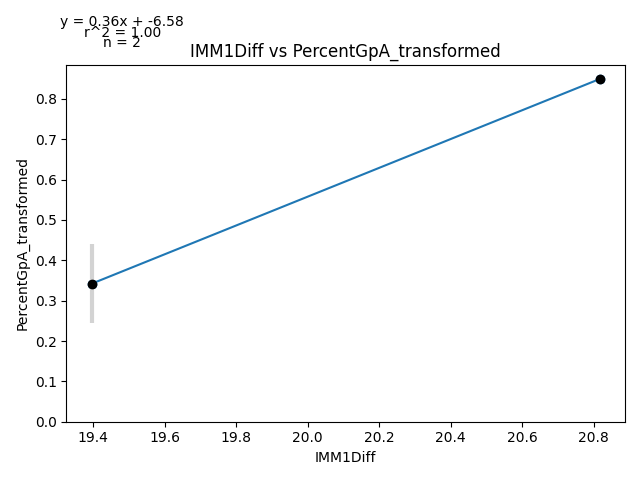 y = 0.36x + -6.58
r^2 = 1.00
n = 2
IMM1Diff vs PercentGpA_transformed
PercentGpA_transformed
0.8
0.7
0.6
0.5
0.4
0.3
0.2
0.1
0.0
19.4 19.6 19.8 20.0 20.2 20.4 20.6 20.8
IMM1Diff